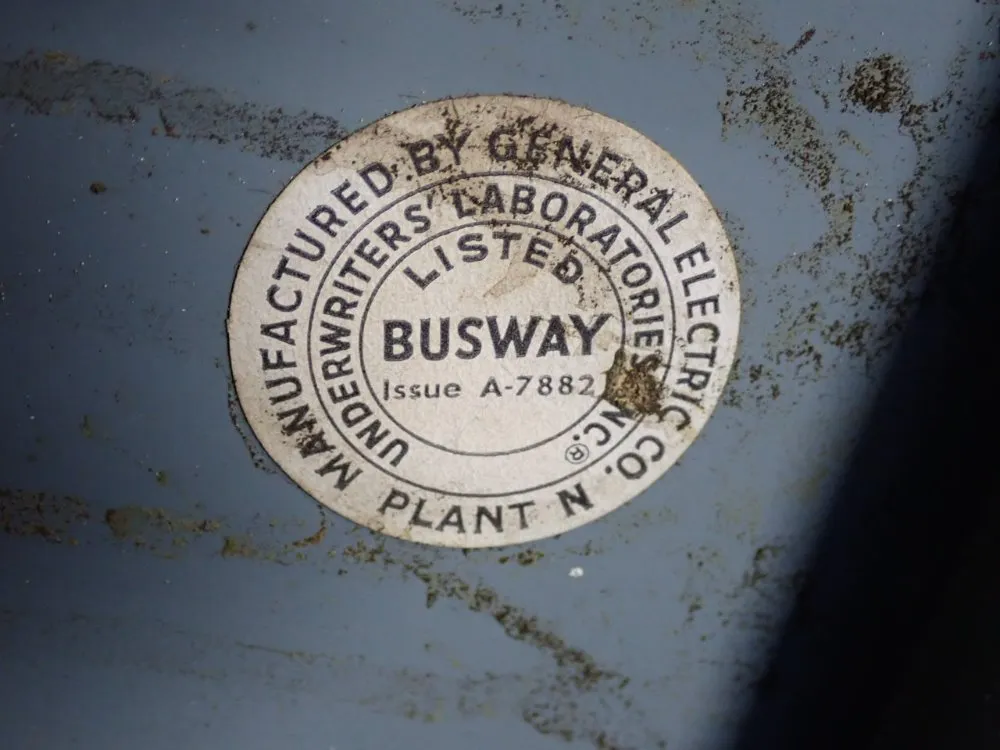 MANUFACTURED BY GENERAL ELECTRIC CO. PLANT N
UNDERWRITERS' LABORATORIES INC.®
LISTED
BUSWAY
Issue A-7882